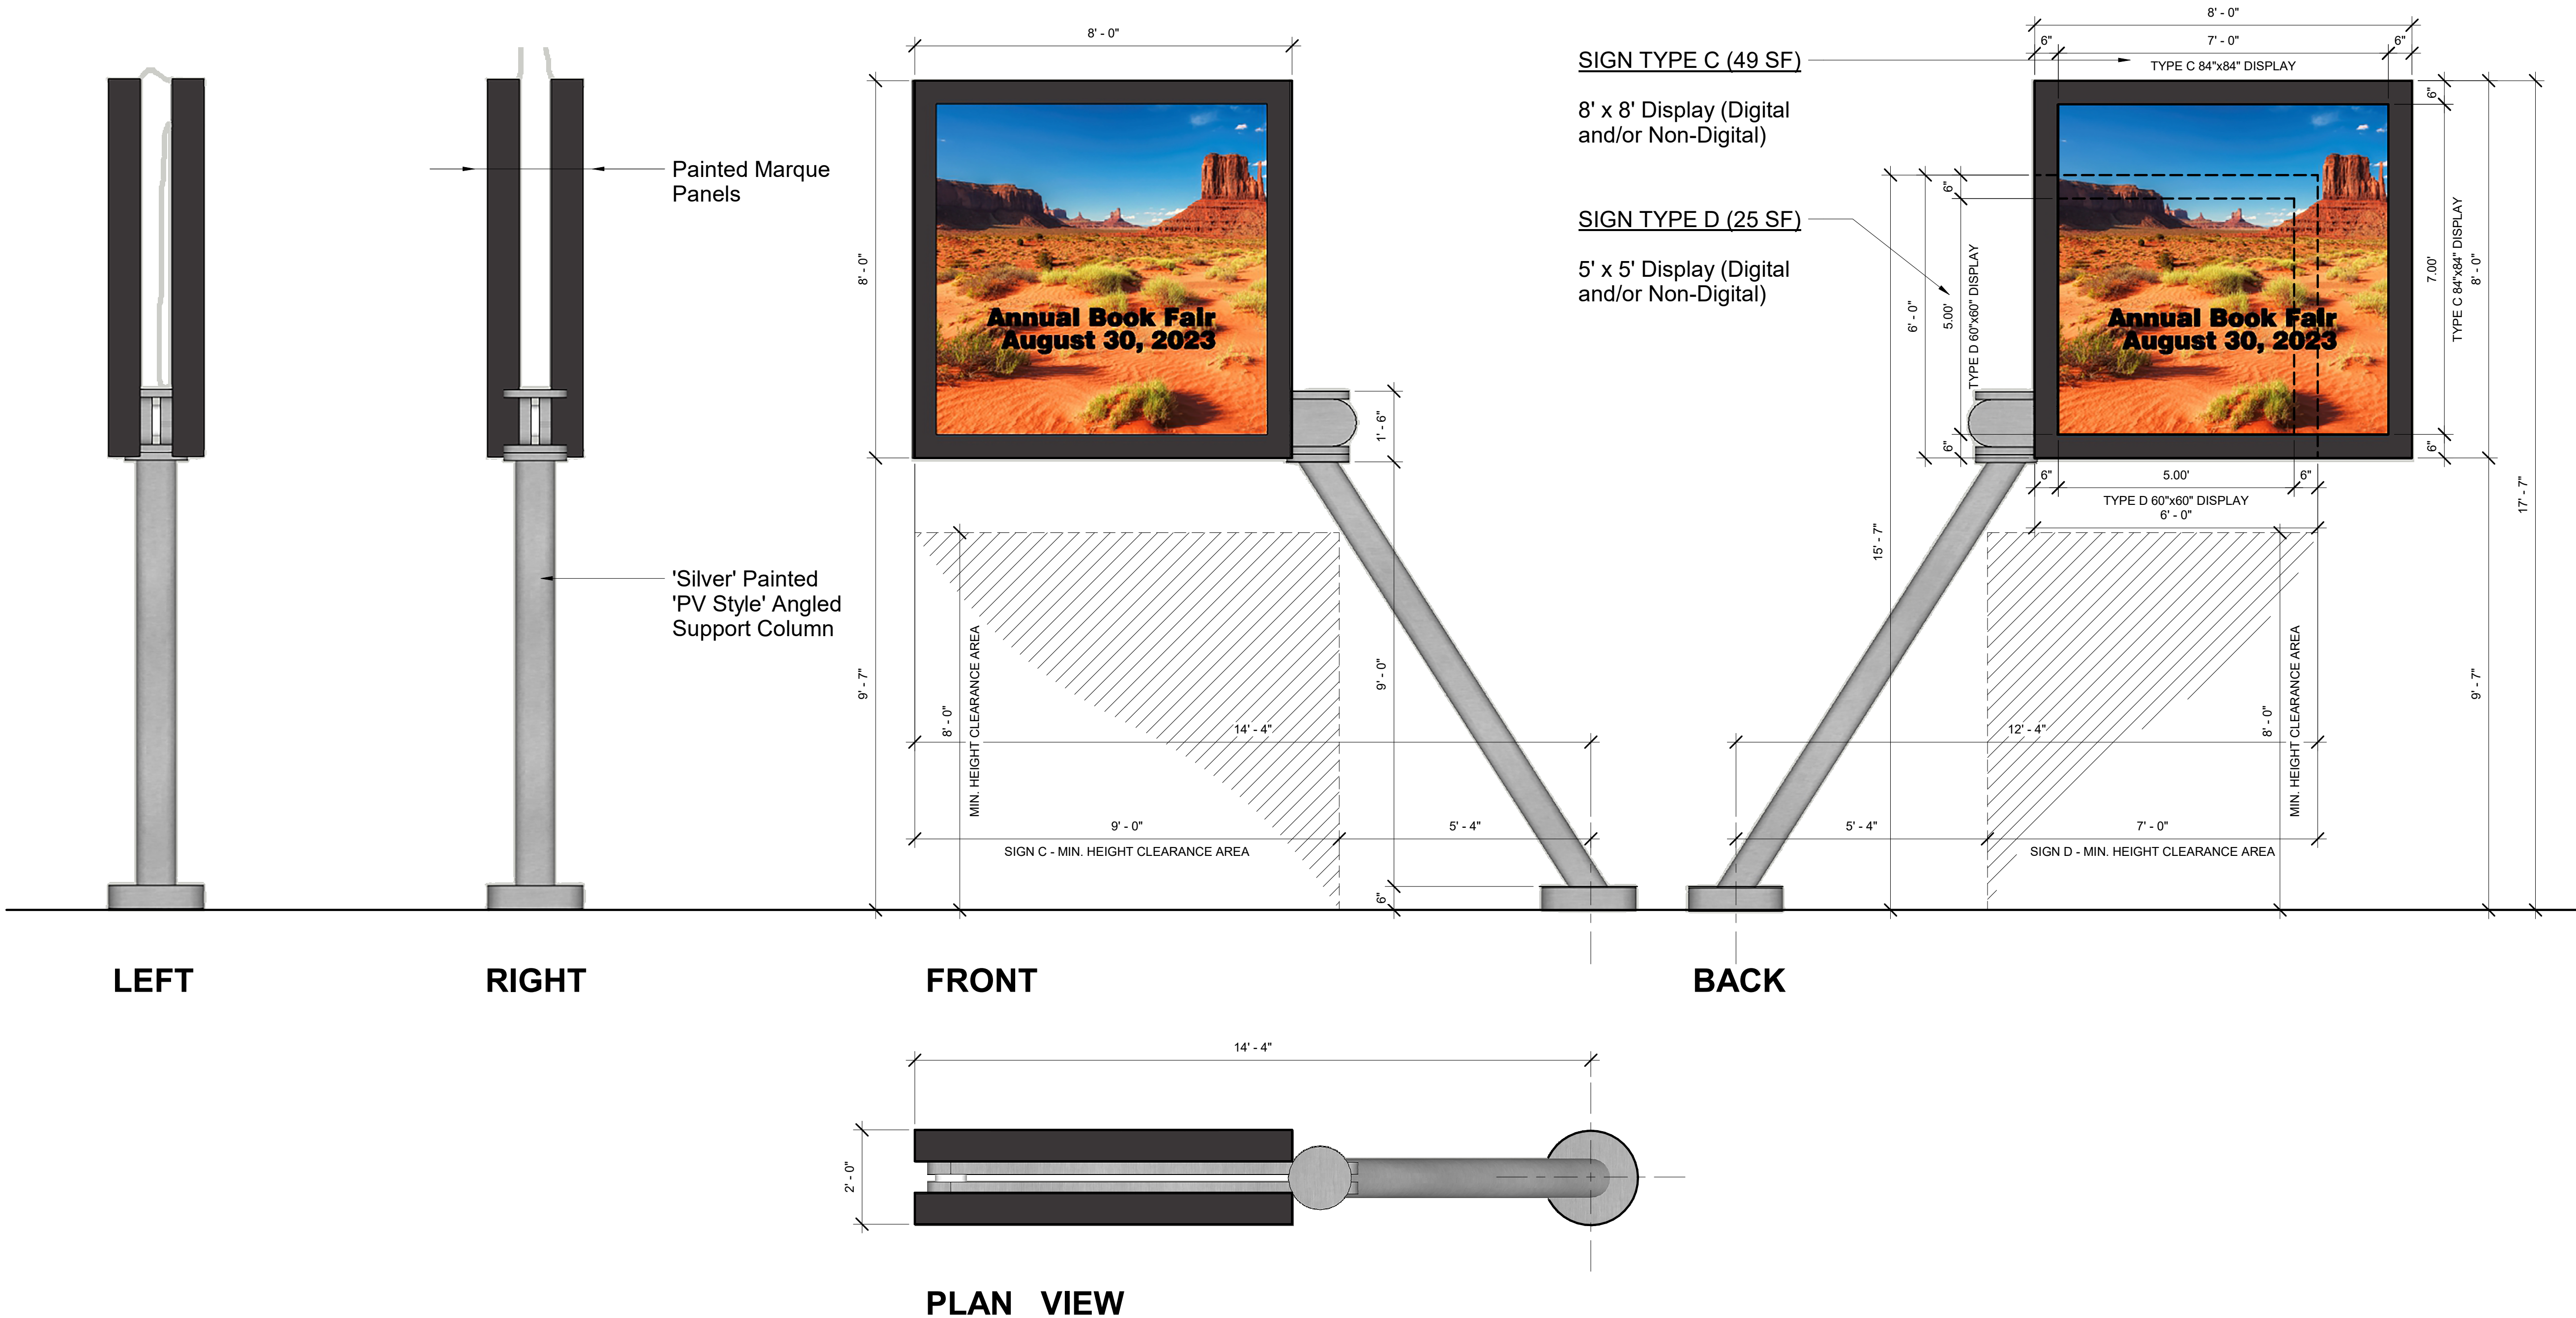 8' - 0"
8' - 0"
6"
7' - 0"
6"
TYPE C 84"x84" DISPLAY
SIGN TYPE C (49 SF)
8' x 8' Display (Digital
and/or Non-Digital)
SIGN TYPE D (25 SF)
5' x 5' Display (Digital
and/or Non-Digital)
Painted Marque
Panels
'Silver' Painted
'PV Style' Angled
Support Column
8' - 0"
Annual Book Fair
August 30, 2023
1' - 6"
9' - 7"
8' - 0"
MIN. HEIGHT CLEARANCE AREA
14' - 4"
9' - 0"
9' - 0"
5' - 4"
SIGN C - MIN. HEIGHT CLEARANCE AREA
6"
6"
6' - 0"
5.00'
TYPE D 60"x60" DISPLAY
6"
15' - 7"
Annual Book Fair
August 30, 2023
6"
7.00'
TYPE C 84"x84" DISPLAY
8' - 0"
6"
17' - 7"
6"
5.00'
6"
TYPE D 60"x60" DISPLAY
6' - 0"
9' - 7"
12' - 4"
8' - 0"
MIN. HEIGHT CLEARANCE AREA
5' - 4"
7' - 0"
SIGN D - MIN. HEIGHT CLEARANCE AREA
LEFT
RIGHT
FRONT
BACK
14' - 4"
2' - 0"
PLAN VIEW